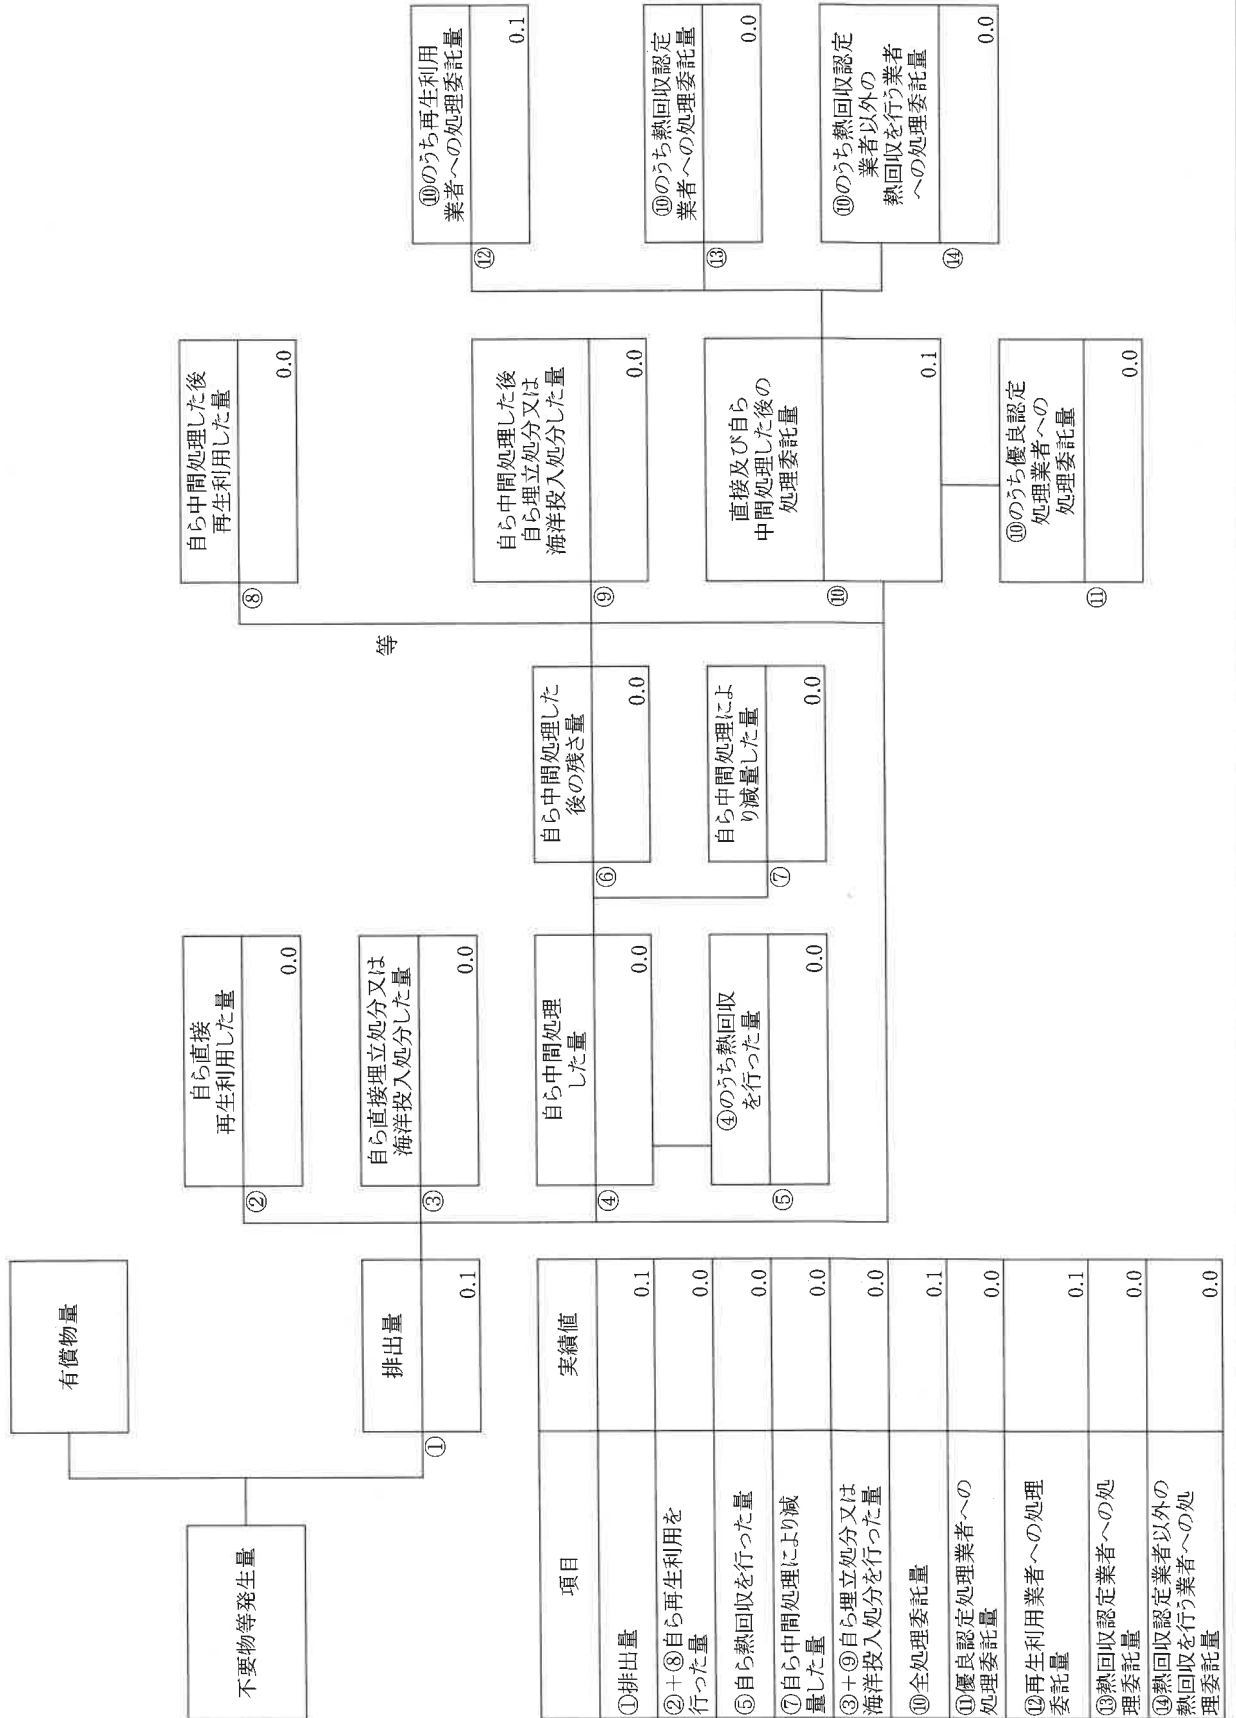 不要物等発生量
有償物量
排出量
①
0.1
自ら直接
再生利用した量
②
0.0
自ら直接埋立処分又は
海洋投入処分した量
③
0.0
自ら中間処理
した量
④
0.0
④のうち熱回収
を行った量
⑤
0.0
自ら中間処理した
後の残さ量
⑥
0.0
自ら中間処理によ
り減量した量
⑦
0.0
等
自ら中間処理した後
再生利用した量
⑧
0.0
自ら中間処理した後
自ら埋立処分又は
海洋投入処分した量
⑨
0.0
直接及び自ら
中間処理した後の
処理委託量
⑩
0.1
⑩のうち優良認定
処理業者への
処理委託量
⑪
0.0
⑩のうち再生利用
業者への処理委託量
⑫
0.1
⑩のうち熱回収認定
業者への処理委託量
⑬
0.0
⑩のうち熱回収認定
業者以外の
熱回収を行う業者
への処理委託量
⑭
0.0
項目
実績値
①排出量
0.1
②+⑧自ら再生利用を
行った量
0.0
⑤自ら熱回収を行った量
0.0
⑦自ら中間処理により減
量した量
0.0
③+⑨自ら埋立処分又は
海洋投入処分を行った量
0.0
⑩全処理委託量
0.1
⑪優良認定処理業者への
処理委託量
0.0
⑫再生利用業者への処理
委託量
0.1
⑬熱回収認定業者への処
理委託量
0.0
⑭熱回収認定業者以外の
熱回収を行う業者への処
理委託量
0.0